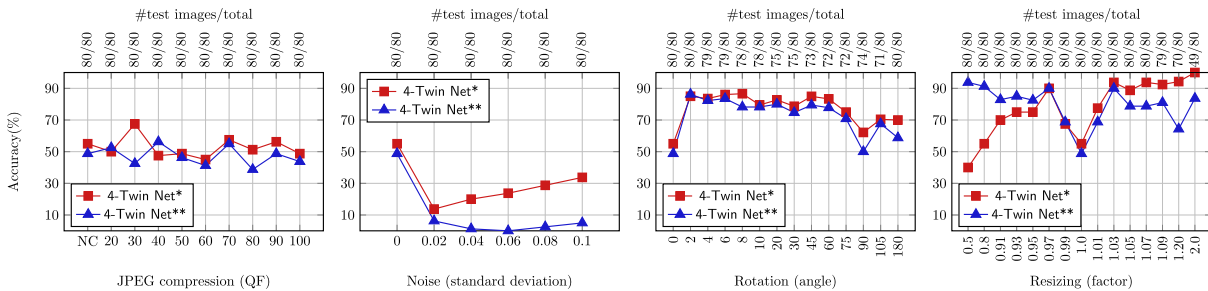 #test images/total #test images/total #test images/total #test images/total
80/80 80/80 80/80 80/80 80/80 80/80 80/80 80/80 80/80 80/80
80/80 80/80 80/80 80/80 80/80 80/80
80/80 80/80 79/80 79/80 78/80 78/80 75/80 75/80 73/80 72/80 72/80 74/80 71/80 80/80
80/80 80/80 80/80 80/80 80/80 80/80 80/80 80/80 80/80 80/80 80/80 80/80 79/80 70/80 49/80
Accuracy(%)
90
70
50
30
10
4-Twin Net*
4-Twin Net**
NC 20 30 40 50 60 70 80 90 100
JPEG compression (QF)
90
70
50
30
10
4-Twin Net*
4-Twin Net**
0 0.02 0.04 0.06 0.08 0.1
Noise (standard deviation)
90
70
50
30
10
4-Twin Net*
4-Twin Net**
0 2 4 6 8 10 20 30 45 60 75 90 105 180
Rotation (angle)
90
70
50
30
10
4-Twin Net*
4-Twin Net**
0.5 0.8 0.91 0.93 0.95 0.97 0.99 1.0 1.01 1.03 1.05 1.07 1.09 1.20 2.0
Resizing (factor)